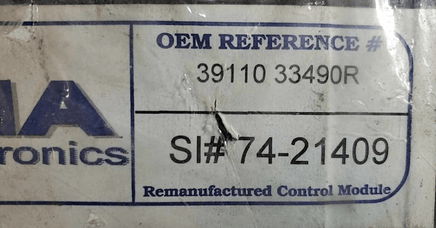 OEM REFERENCE #
39110 33490R
SI# 74-21409
Remanufactured Control Module